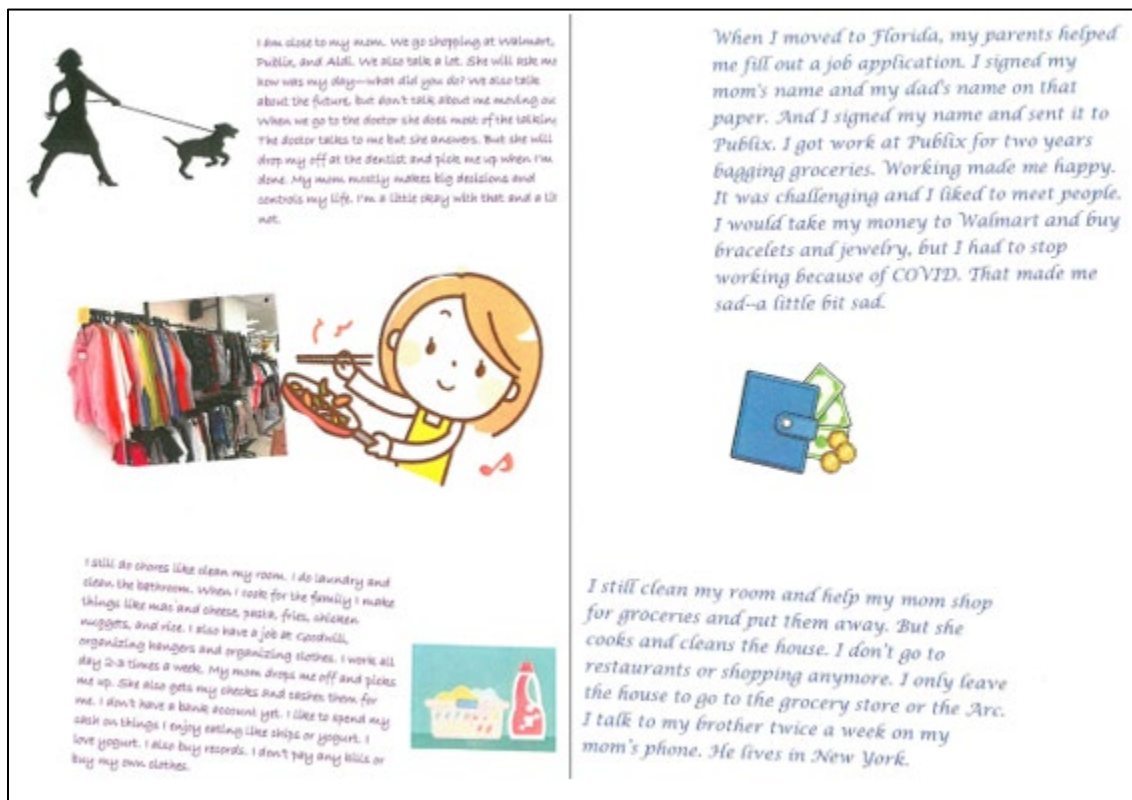 I am close to my mom. We go shopping at Walmart,
Publix, and Aldi. We also talk a lot. She will ask me
how was my day—what did you do? We also talk
about the future, but don't talk about me moving ou
When we go to the doctor she does most of the talking
The doctor talks to me but she answers. But she will
drop my off at the dentist and pick me up when I'm
done. My mom mostly makes big decisions and
controls my life. I'm a little okay with that and a lit
not.
I still do chores like clean my room. I do laundry and
clean the bathroom. When I cook for the family I make
things like mac and cheese, pasta, fries, chicken
nuggets, and rice. I also have a job at Goodwill,
organizing hangers and organizing clothes. I work all
day 2-3 times a week. My mom drops me off and picks
me up. She also gets my checks and cashes them for
me. I don't have a bank account yet. I like to spend my
cash on things I enjoy eating like chips or yogurt. I
love yogurt. I also buy records. I don't pay any bills or
buy my own clothes.
When I moved to Florida, my parents helped
me fill out a job application. I signed my
mom's name and my dad's name on that
paper. And I signed my name and sent it to
Publix. I got work at Publix for two years
bagging groceries. Working made me happy.
It was challenging and I liked to meet people.
I would take my money to Walmart and buy
bracelets and jewelry, but I had to stop
working because of COVID. That made me
sad--a little bit sad.
I still clean my room and help my mom shop
for groceries and put them away. But she
cooks and cleans the house. I don't go to
restaurants or shopping anymore. I only leave
the house to go to the grocery store or the Arc.
I talk to my brother twice a week on my
mom's phone. He lives in New York.